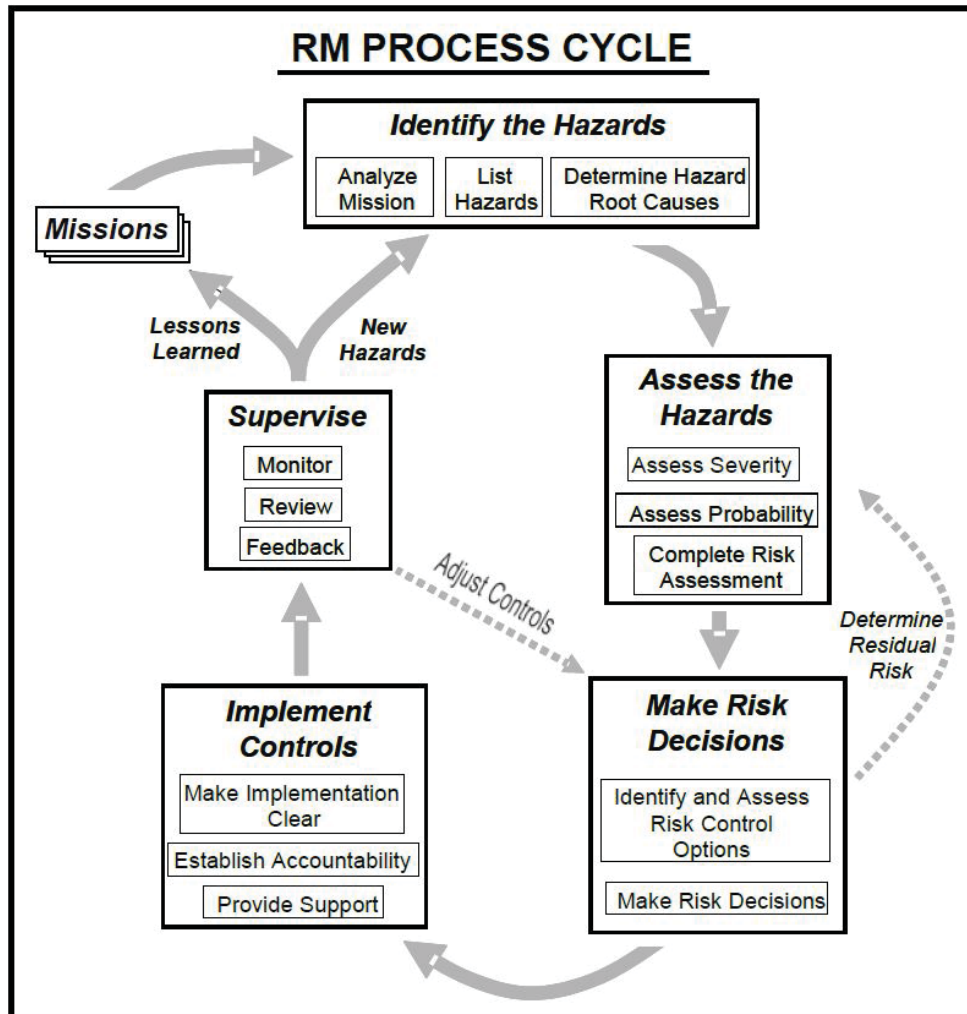 RM PROCESS CYCLE
Identify the Hazards
Analyze
Mission
List
Hazards
Determine Hazard
Root Causes
Missions
Lessons
Learned
New
Hazards
Assess the
Hazards
Assess Severity
Assess Probability
Complete Risk
Assessment
Supervise
Monitor
Review
Feedback
Adjust Controls
Determine
Residual
Risk
Make Risk
Decisions
Identify and Assess
Risk Control
Options
Make Risk Decisions
Implement
Controls
Make Implementation
Clear
Establish Accountability
Provide Support